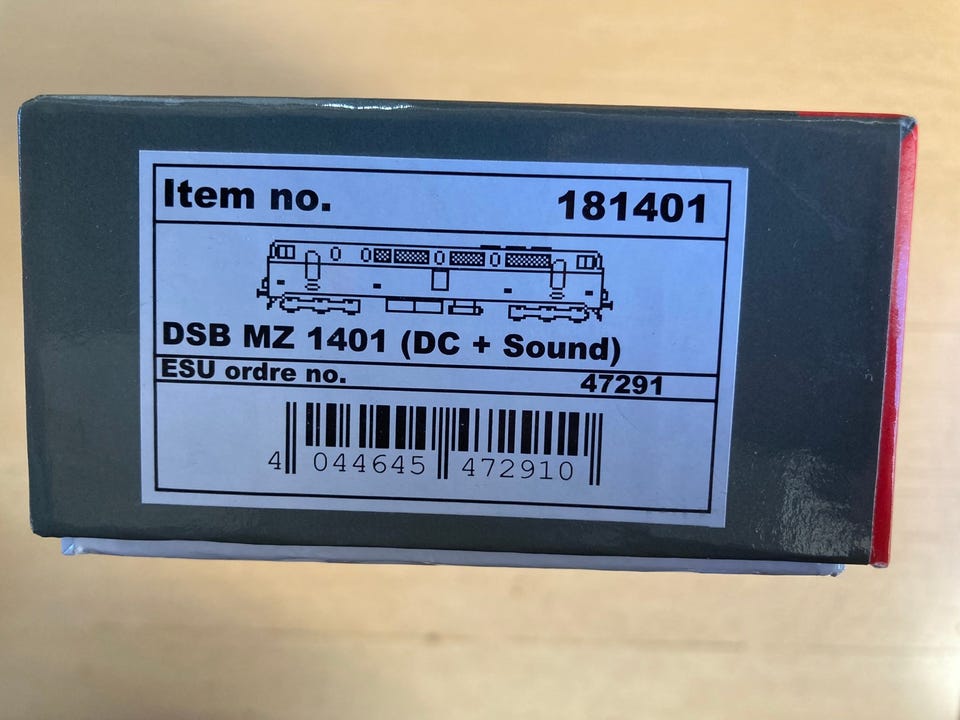 Item no. 181401
DSB MZ 1401 (DC + Sound)
ESU ordre no. 47291
4 044645 472910